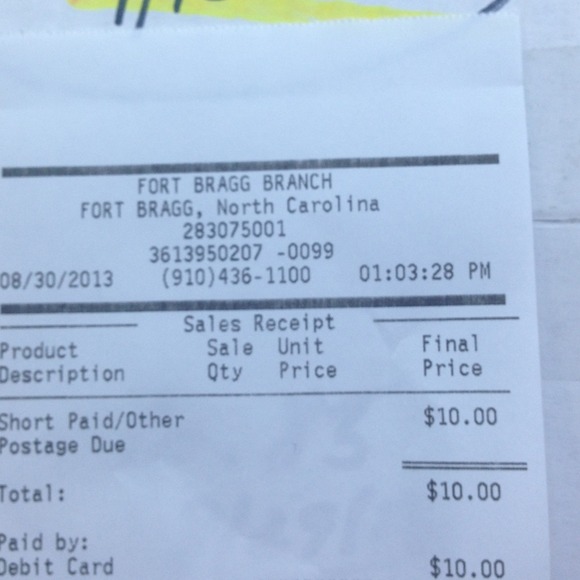 FORT BRAGG BRANCH
FORT BRAGG, North Carolina
283075001
3613950207 -0099
08/30/2013 (910)436-1100 01:03:28 PM
Sales Receipt
Product Sale Unit Final
Description Qty Price Price
Short Paid/Other $10.00
Postage Due
Total: $10.00
Paid by:
Debit Card $10.00